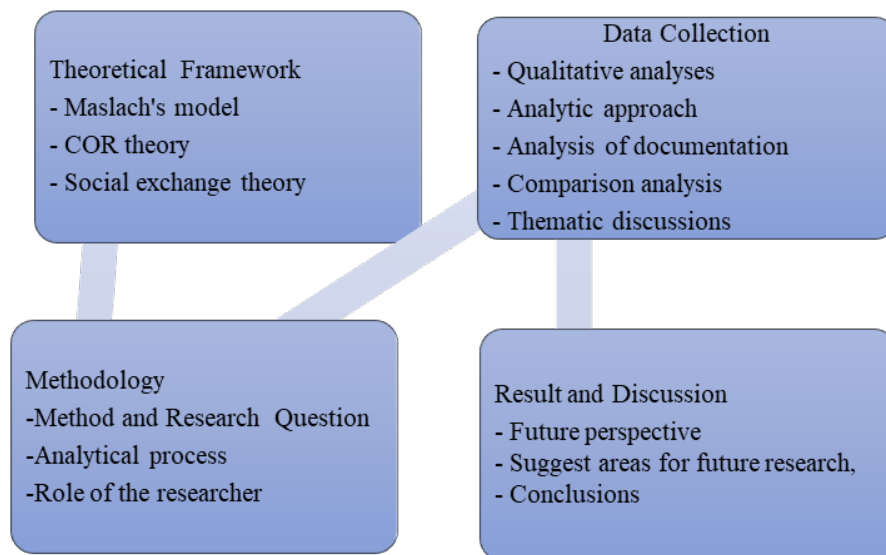 Theoretical Framework
- Maslach's model
- COR theory
- Social exchange theory
Methodology
-Method and Research Question
-Analytical process
-Role of the researcher
Data Collection
- Qualitative analyses
- Analytic approach
- Analysis of documentation
- Comparison analysis
- Thematic discussions
Result and Discussion
- Future perspective
- Suggest areas for future research,
- Conclusions